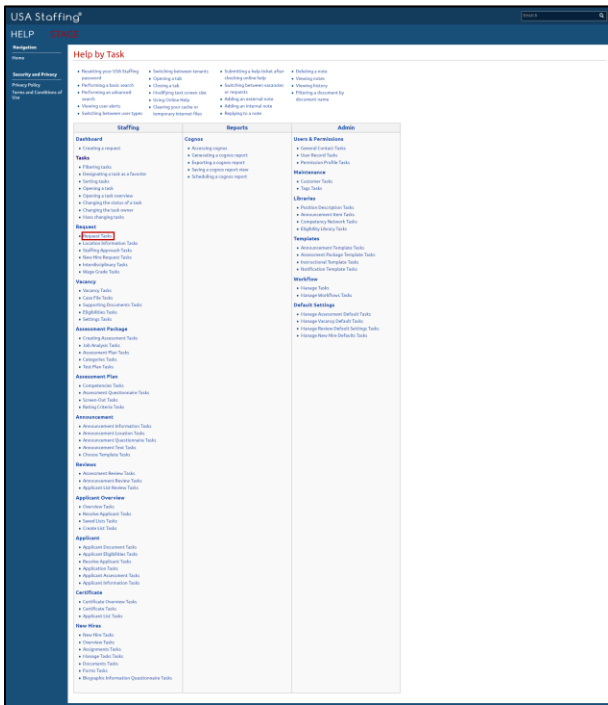 USA Staffing®
Search
HELP STAGE
Navigation
Home
Security and Privacy
Privacy Policy
Terms and Conditions of
Use
Help by Task
Resetting your USA Staffing
password
Performing a basic search
Performing an advanced
search
Viewing user alerts
Switching between user types
Switching between tenants
Opening a tab
Closing a tab
Modifying text screen size
Using Online Help
Clearing your cache or
temporary internet files
Submitting a help ticket after
checking online help
Switching between vacancies
or requests
Adding an external note
Adding an internal note
Replying to a note
Deleting a note
Viewing notes
Viewing history
Filtering a document by
document name
Staffing
Dashboard
Creating a request
Tasks
Filtering tasks
Designating a task as a favorite
Sorting tasks
Opening a task
Opening a task overview
Changing the status of a task
Changing the task owner
Mass changing tasks
Request
Request Tasks
Location Information Tasks
Staffing Approach Tasks
New Hire Request Tasks
Interdisciplinary Tasks
Wage Grade Tasks
Vacancy
Vacancy Tasks
Case File Tasks
Supporting Documents Tasks
Eligibilities Tasks
Settings Tasks
Assessment Package
Creating Assessment Tasks
Job Analysis Tasks
Assessment Plan Tasks
Categories Tasks
Test Plan Tasks
Assessment Plan
Competencies Tasks
Assessment Questionnaire Tasks
Screen-Out Tasks
Rating Criteria Tasks
Announcement
Announcement Information Tasks
Announcement Location Tasks
Announcement Questionnaire Tasks
Announcement Text Tasks
Choose Template Tasks
Reviews
Assessment Review Tasks
Announcement Review Tasks
Applicant List Review Tasks
Applicant Overview
Overview Tasks
Resolve Applicant Tasks
Saved Lists Tasks
Create List Tasks
Applicant
Applicant Document Tasks
Applicant Eligibilities Tasks
Resolve Applicant Tasks
Application Tasks
Applicant Assessment Tasks
Applicant Information Tasks
Certificate
Certificate Overview Tasks
Certificate Tasks
Applicant List Tasks
New Hires
New Hire Tasks
Overview Tasks
Assignments Tasks
Manage Tasks Tasks
Documents Tasks
Forms Tasks
Biographic Information Questionnaire Tasks
Reports
Cognos
Accessing cognos
Generating a cognos report
Exporting a cognos report
Saving a cognos report view
Scheduling a cognos report
Admin
Users & Permissions
General Contact Tasks
User Record Tasks
Permission Profile Tasks
Maintenance
Customer Tasks
Tags Tasks
Libraries
Position Description Tasks
Announcement Item Tasks
Competency Network Tasks
Eligibility Library Tasks
Templates
Announcement Template Tasks
Assessment Package Template Tasks
Instructional Template Tasks
Notification Template Tasks
Workflow
Manage Tasks
Manage Workflows Tasks
Default Settings
Manage Assessment Default Tasks
Manage Vacancy Default Tasks
Manage Review Default Settings Tasks
Manage New Hire Defaults Tasks